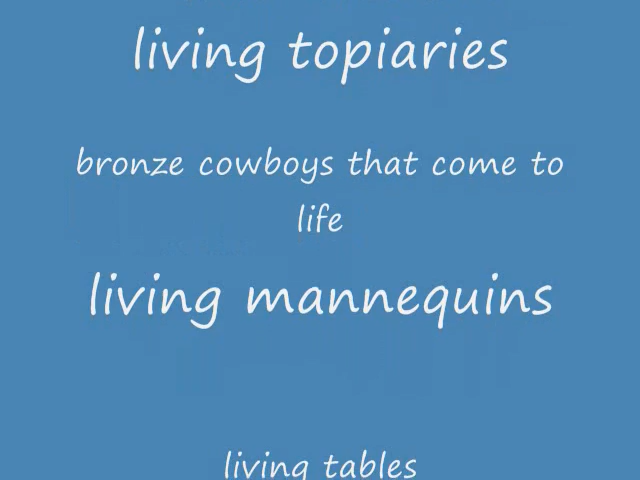 living topiaries
bronze cowboys that come to
life
living mannequins
living tables